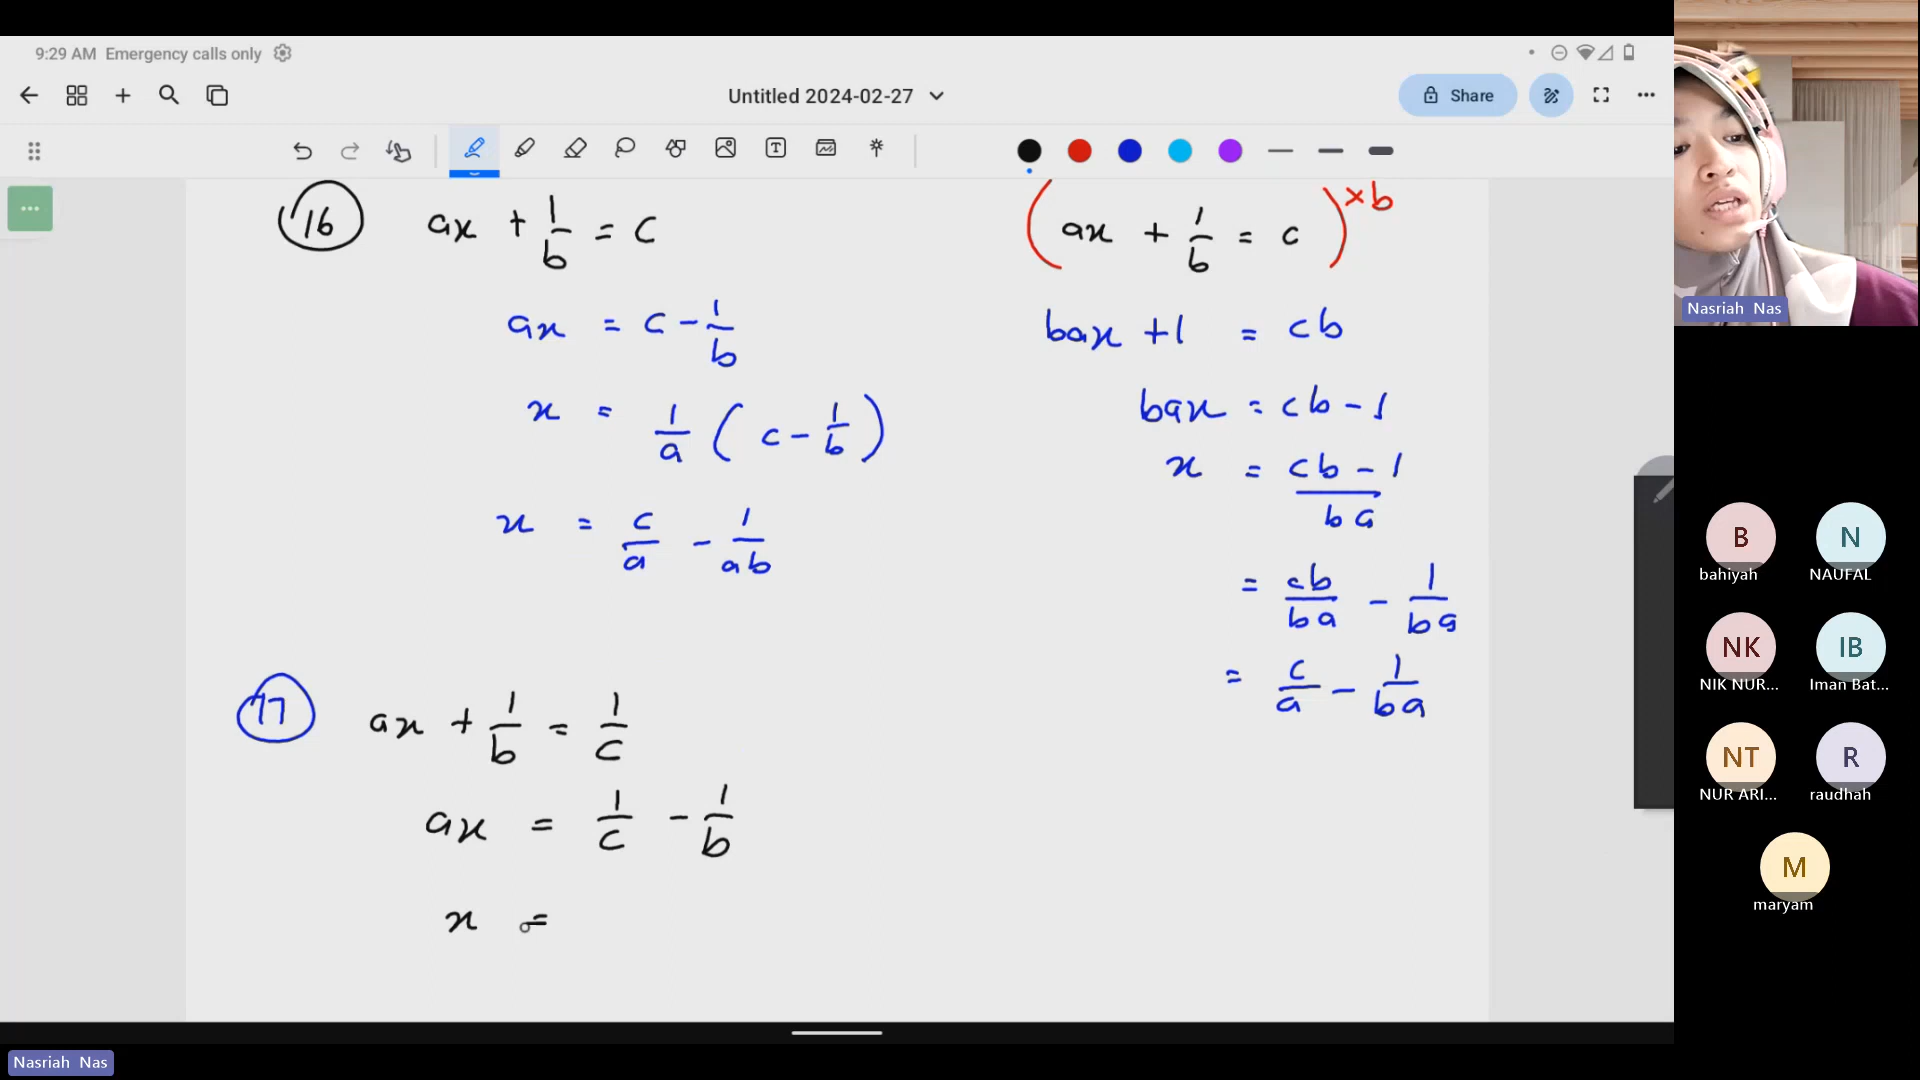 9:29 AM Emergency calls only
Untitled 2024-02-27
Share
16
ax + 1/b = c
ax = c - 1/b
x = 1/a ( c - 1/b )
x = c/a - 1/ab
( ax + 1/b = c ) ×b
bax + 1 = cb
bax = cb - 1
x = cb - 1 / ba
= cb/ba - 1/ba
= c/a - 1/ba
17
ax + 1/b = 1/c
ax = 1/c - 1/b
x =
Nasriah Nas
B
bahiyah
N
NAUFAL
NK
NIK NUR...
IB
Iman Bat...
NT
NUR ARI...
R
raudhah
M
maryam
Nasriah Nas